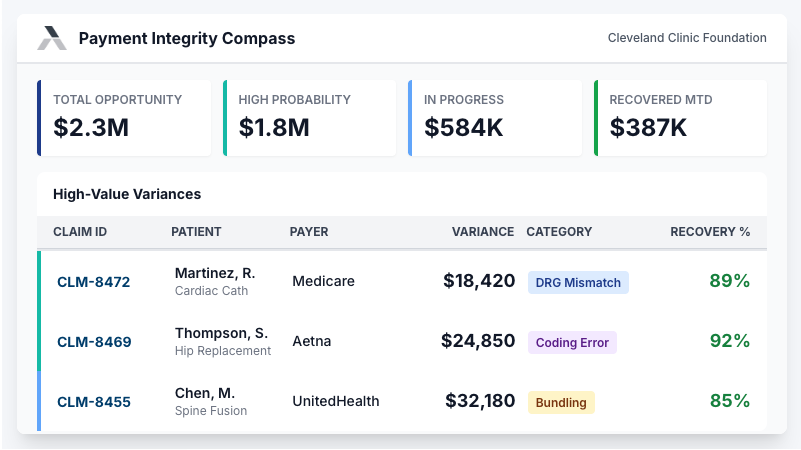 Payment Integrity Compass
Cleveland Clinic Foundation
TOTAL OPPORTUNITY
$2.3M
HIGH PROBABILITY
$1.8M
IN PROGRESS
$584K
RECOVERED MTD
$387K
High-Value Variances
CLAIM ID PATIENT PAYER VARIANCE CATEGORY RECOVERY %
CLM-8472 Martinez, R. Medicare $18,420 DRG Mismatch 89%
Cardiac Cath
CLM-8469 Thompson, S. Aetna $24,850 Coding Error 92%
Hip Replacement
CLM-8455 Chen, M. UnitedHealth $32,180 Bundling 85%
Spine Fusion